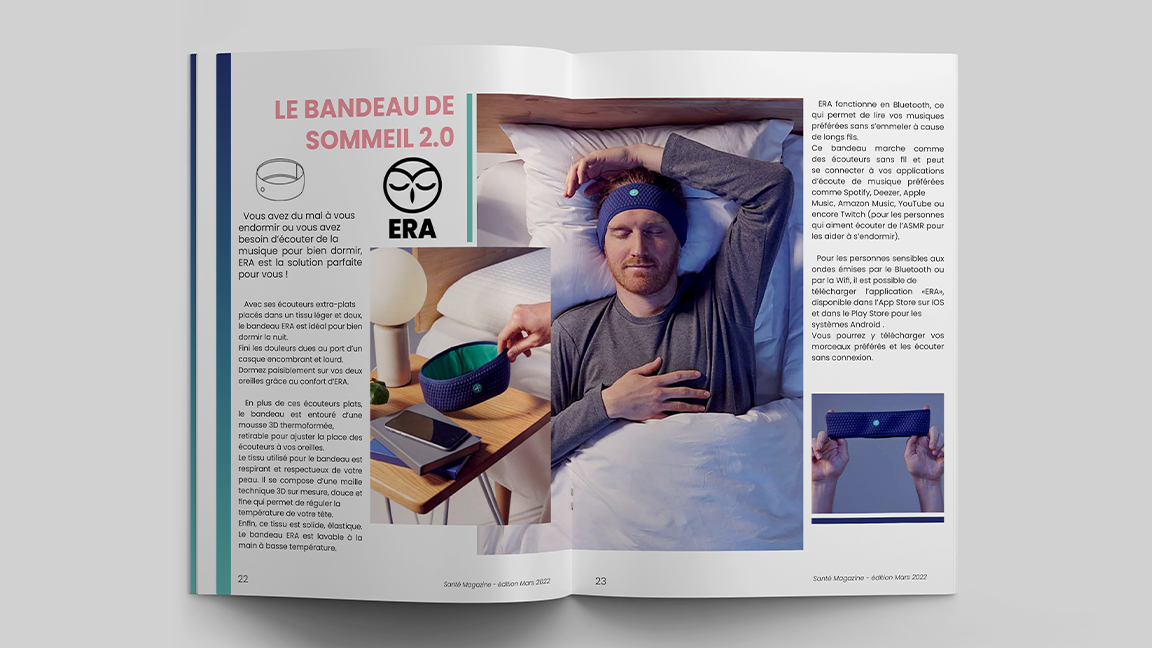 LE BANDEAU DE
SOMMEIL 2.0
ERA
Vous avez du mal à vous
endormir ou vous avez
besoin d'écouter de la
musique pour bien dormir,
ERA est la solution parfaite
pour vous !
Avec ses écouteurs extra-plats
placés dans un tissu léger et doux,
le bandeau ERA est idéal pour bien
dormir la nuit.
Fini les douleurs dues au port d'un
casque encombrant et lourd.
Dormez paisiblement sur vos deux
oreilles grâce au confort d'ERA.
En plus de ces écouteurs plats,
le bandeau est entouré d'une
mousse 3D thermoformée,
retirable pour ajuster la place des
écouteurs à vos oreilles.
Le tissu utilisé pour le bandeau est
respirant et respectueux de votre
peau. Il se compose d'une maille
technique 3D sur mesure, douce et
fine qui permet de réguler la
température de votre tête.
Enfin, ce tissu est solide, élastique.
Le bandeau ERA est lavable à la
main à basse température.
22
Santé Magazine - édition Mars 2022
ERA fonctionne en Bluetooth, ce
qui permet de lire vos musiques
préférées sans s'emmeler à cause
de longs fils.
Ce bandeau marche comme
des écouteurs sans fil et peut
se connecter à vos applications
d'écoute de musique préférées
comme Spotify, Deezer, Apple
Music, Amazon Music, YouTube ou
encore Twitch (pour les personnes
qui aiment écouter de l'ASMR pour
les aider à s'endormir).
Pour les personnes sensibles aux
ondes émises par le Bluetooth ou
par la Wifi, il est possible de
télécharger l'application «ERA»,
disponible dans l'App Store sur IOS
et dans le Play Store pour les
systèmes Android .
Vous pourrez y télécharger vos
morceaux préférés et les écouter
sans connexion.
23
Santé Magazine - édition Mars 2022